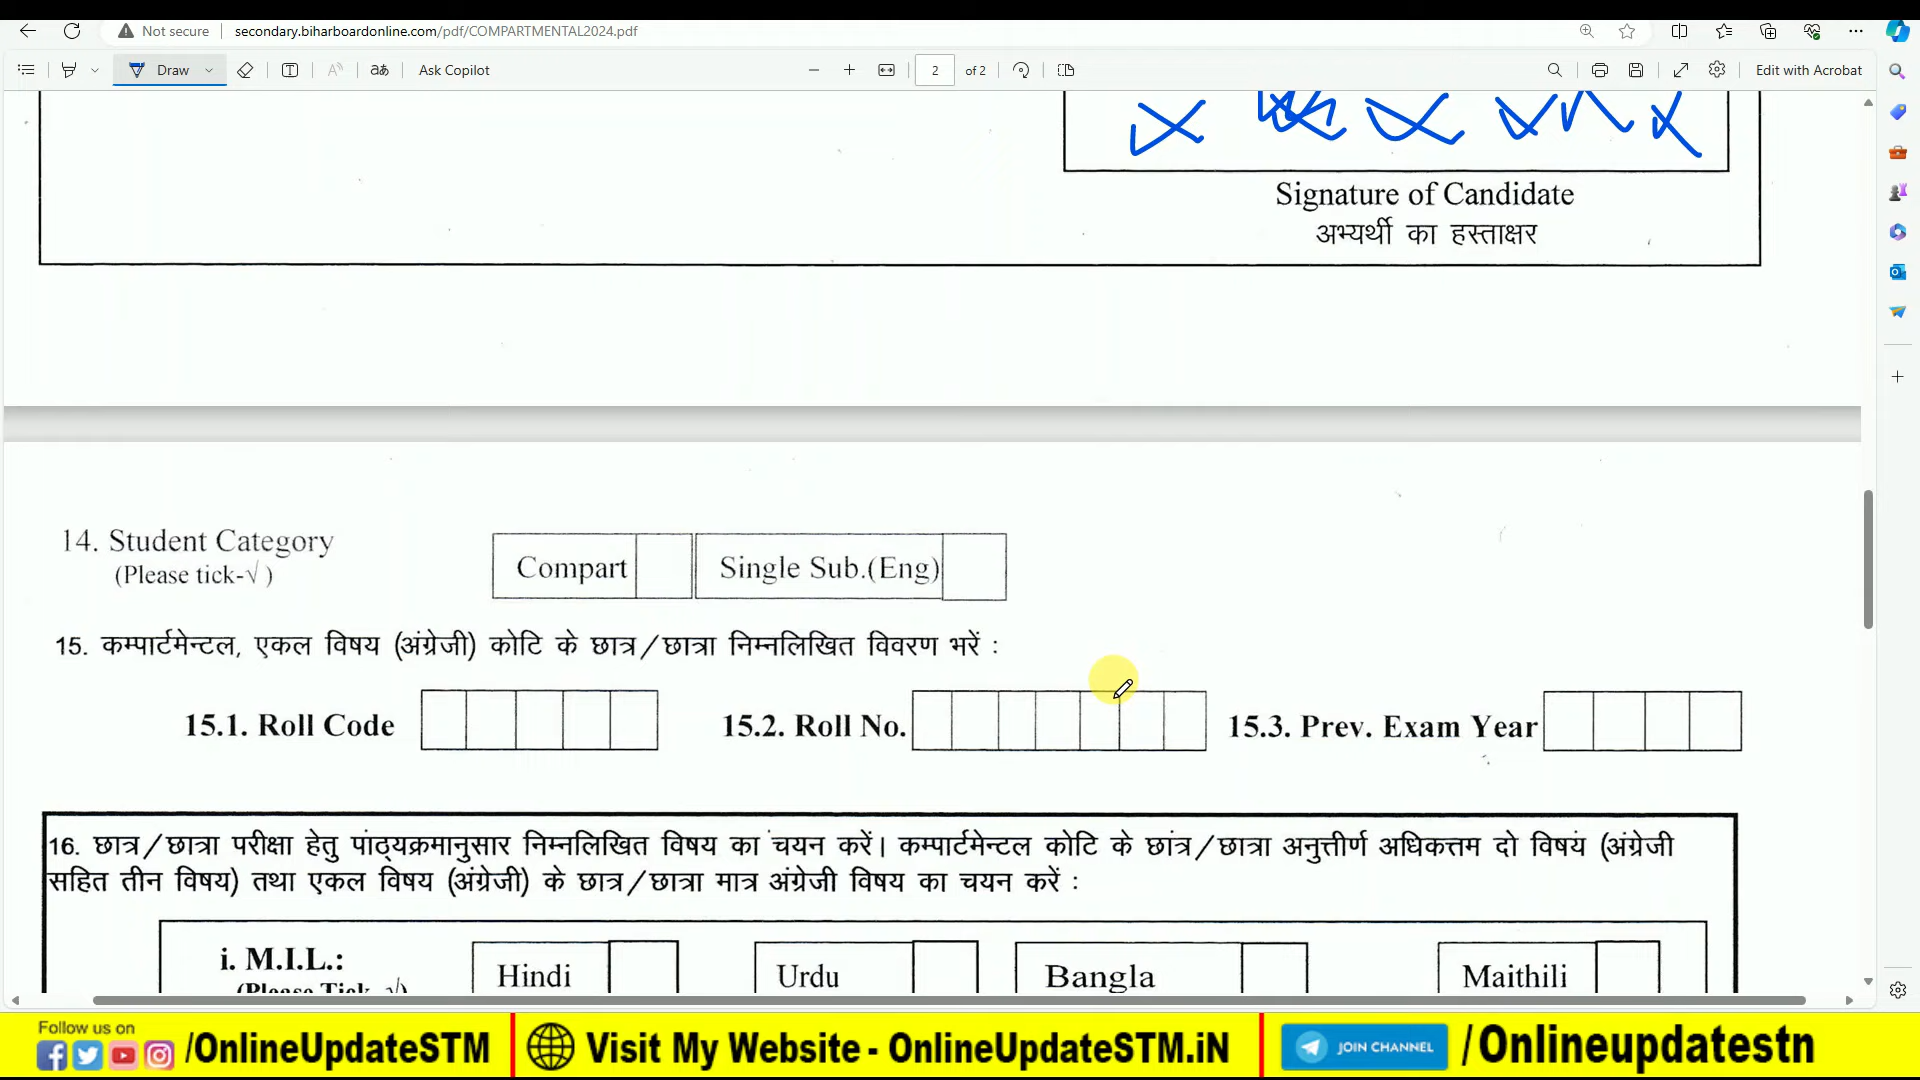 Not secure secondary.biharboardonline.com/pdf/COMPARTMENTAL2024.pdf
Draw Ask Copilot 2 of 2 Edit with Acrobat
Signature of Candidate
अभ्यर्थी का हस्ताक्षर
14. Student Category
(Please tick-√ )
Compart Single Sub.(Eng)
15. कम्पार्टमेन्टल, एकल विषय (अंग्रेजी) कोटि के छात्र/छात्रा निम्नलिखित विवरण भरें :
15.1. Roll Code 15.2. Roll No. 15.3. Prev. Exam Year
16. छात्र/छात्रा परीक्षा हेतु पांठ्यक्रमानुसार निम्नलिखित विषय का चयन करें। कम्पार्टमेन्टल कोटि के छांत्र/छात्रा अनुत्तीर्ण अधिकत्तम दो विषय (अंग्रेजी
सहित तीन विषय) तथा एकल विषय (अंग्रेजी) के छात्र/छात्रा मात्र अंग्रेजी विषय का चयन करें :
i. M.I.L.: Hindi Urdu Bangla Maithili
(Please Tick √)
Follow us on
/OnlineUpdateSTM Visit My Website - OnlineUpdateSTM.iN JOIN CHANNEL /Onlineupdatestn